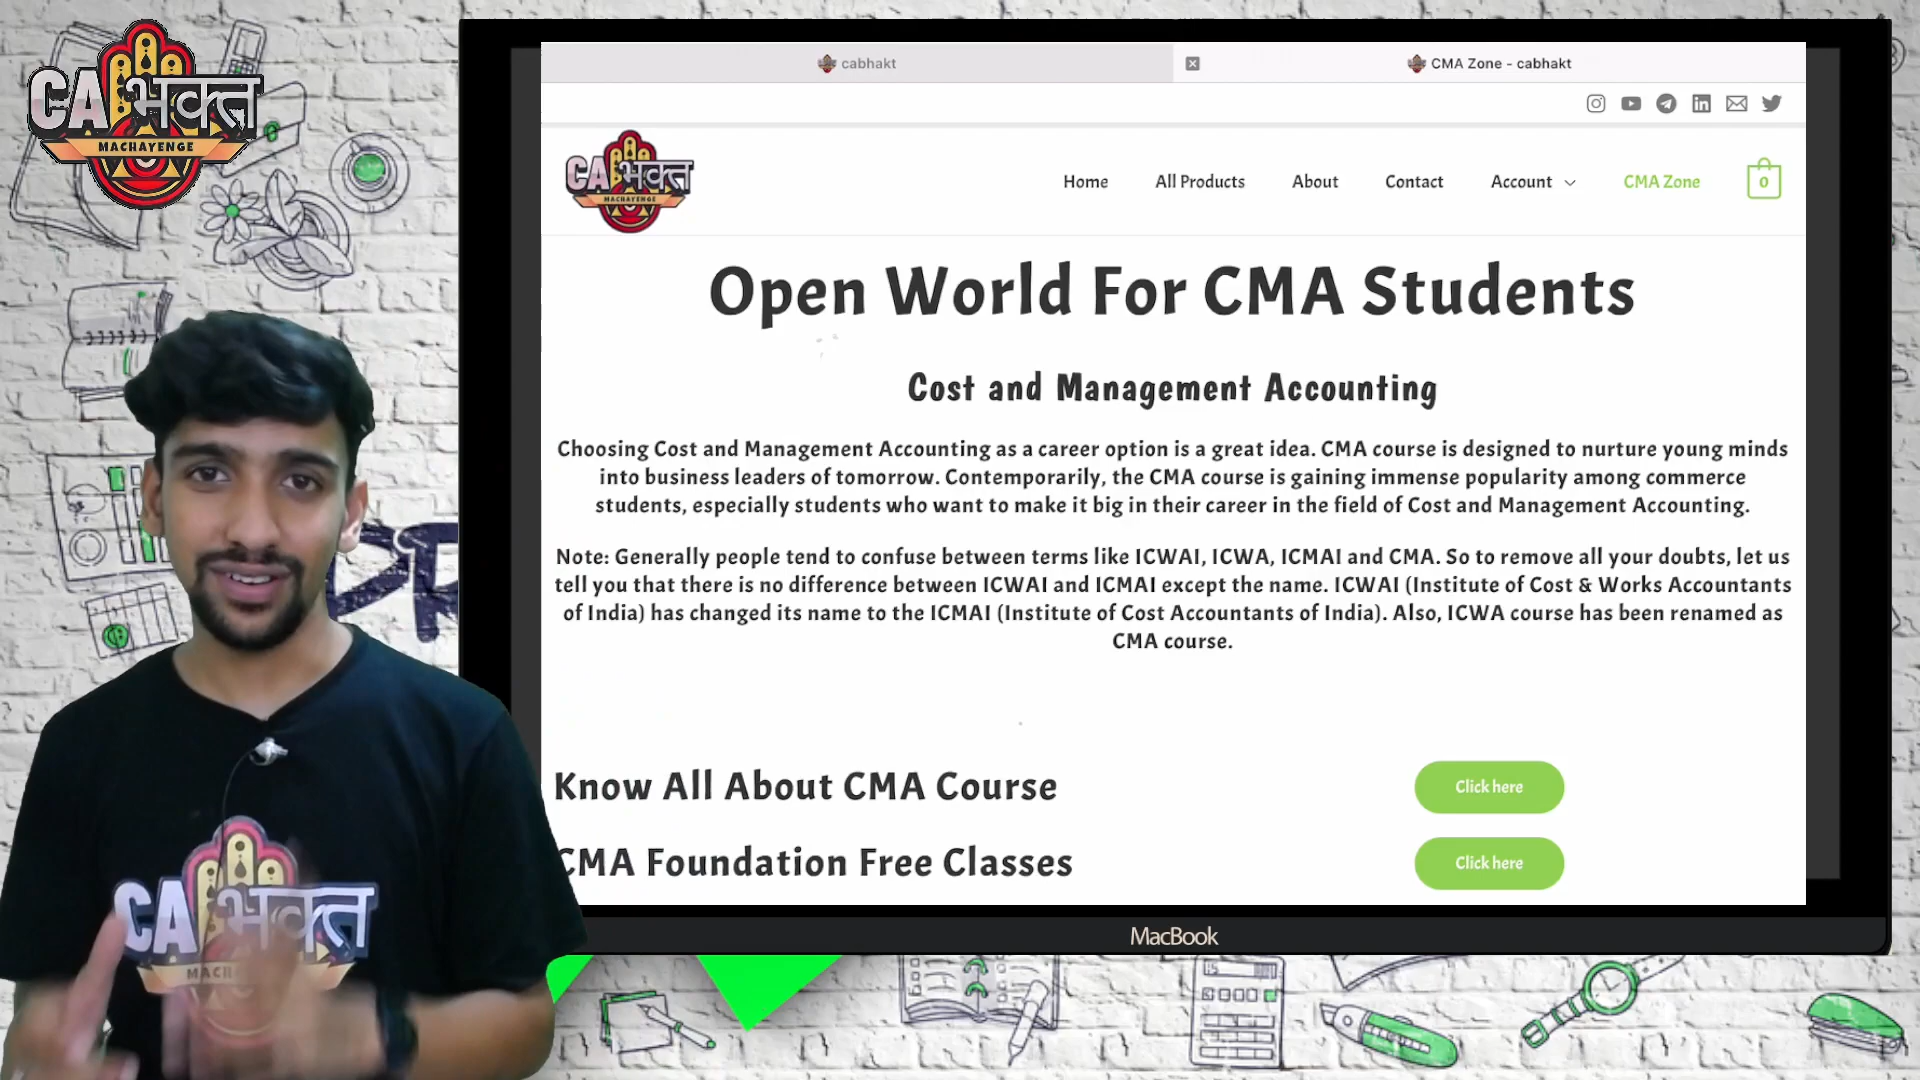 CA भक्त
MACHAYENGE
cabhakt
CMA Zone - cabhakt
CA भक्त
MACHAYENGE
Home
All Products
About
Contact
Account
CMA Zone
0
Open World For CMA Students
Cost and Management Accounting
Choosing Cost and Management Accounting as a career option is a great idea. CMA course is designed to nurture young minds
into business leaders of tomorrow. Contemporarily, the CMA course is gaining immense popularity among commerce
students, especially students who want to make it big in their career in the field of Cost and Management Accounting.
Note: Generally people tend to confuse between terms like ICWAI, ICWA, ICMAI and CMA. So to remove all your doubts, let us
tell you that there is no difference between ICWAI and ICMAI except the name. ICWAI (Institute of Cost & Works Accountants
of India) has changed its name to the ICMAI (Institute of Cost Accountants of India). Also, ICWA course has been renamed as
CMA course.
Know All About CMA Course
Click here
CMA Foundation Free Classes
Click here
CA भक्त
MacBook